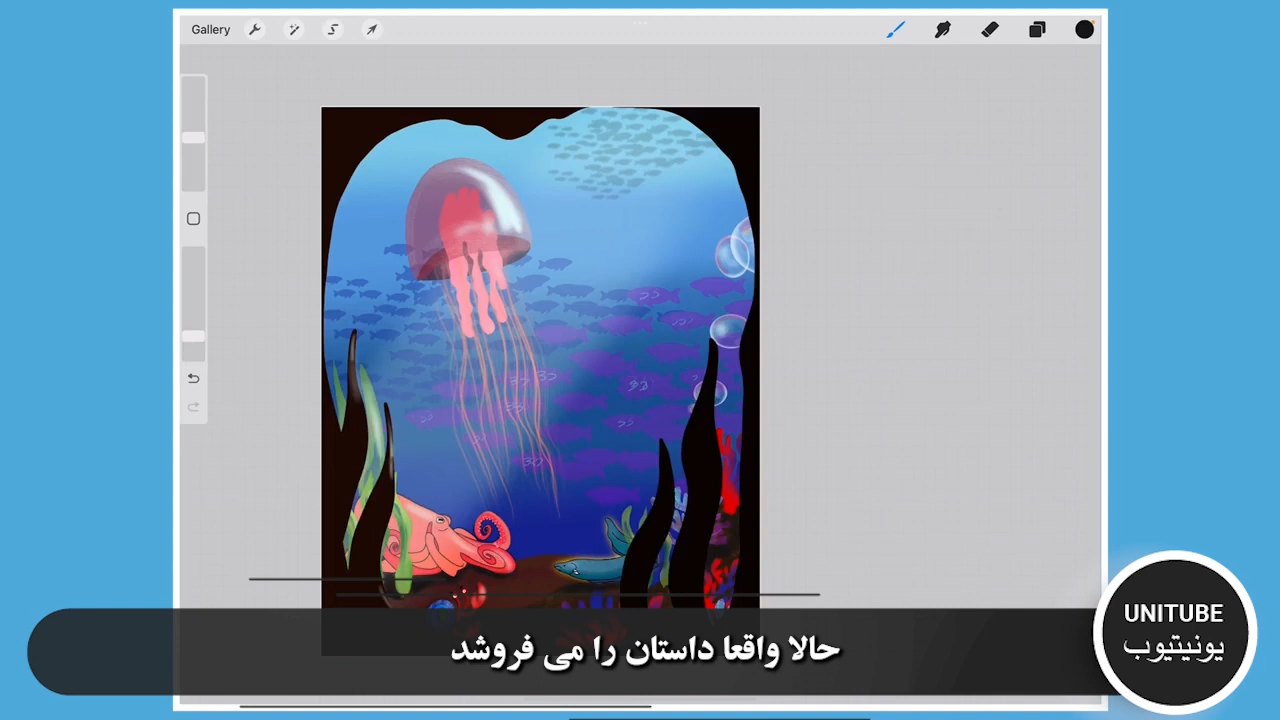 Gallery
حالا واقعا داستان را می فروشد
UNITUBE
یونیتیوب